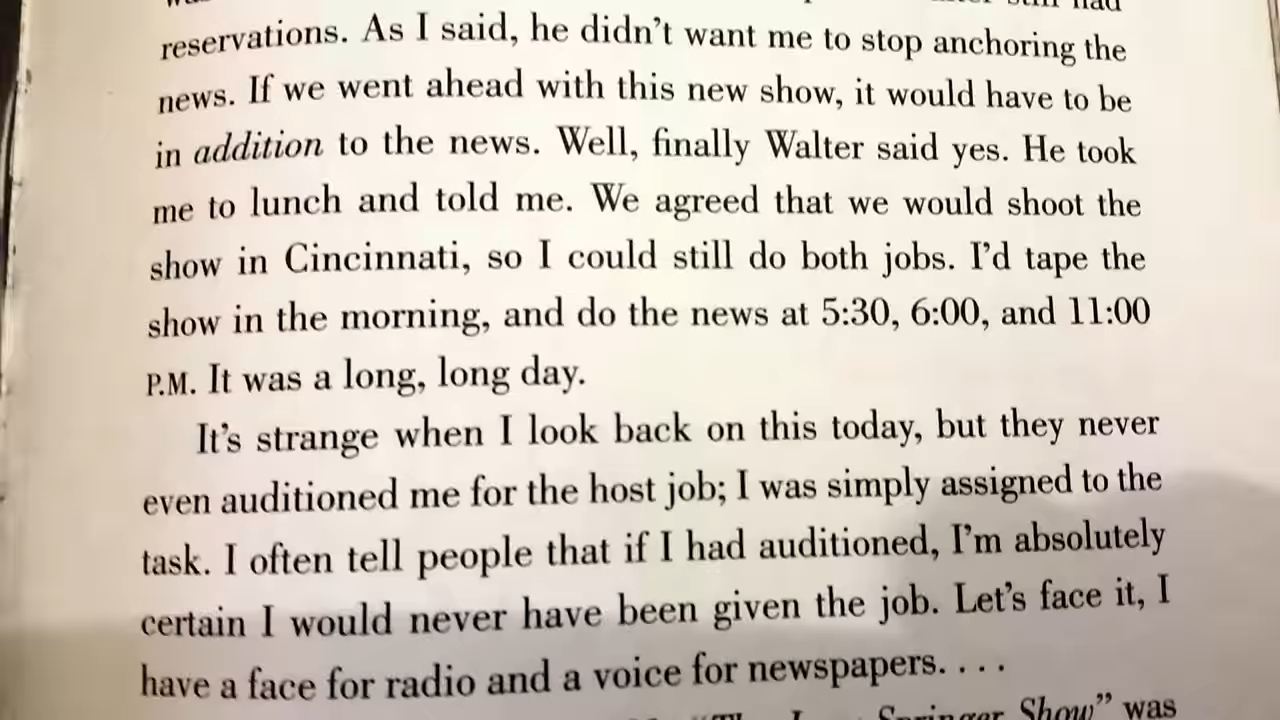 still had
reservations. As I said, he didn't want me to stop anchoring the
news. If we went ahead with this new show, it would have to be
in addition to the news. Well, finally Walter said yes. He took
me to lunch and told me. We agreed that we would shoot the
show in Cincinnati, so I could still do both jobs. I'd tape the
show in the morning, and do the news at 5:30, 6:00, and 11:00
P.M. It was a long, long day.
It's strange when I look back on this today, but they never
even auditioned me for the host job; I was simply assigned to the
task. I often tell people that if I had auditioned, I'm absolutely
certain I would never have been given the job. Let's face it, I
have a face for radio and a voice for newspapers. . . .
Springer Show” was